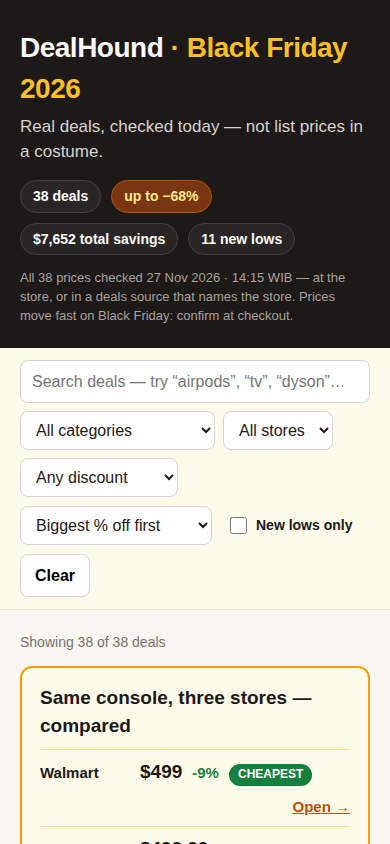 DealHound · Black Friday
2026
Real deals, checked today — not list prices in
a costume.
38 deals
up to −68%
$7,652 total savings
11 new lows
All 38 prices checked 27 Nov 2026 · 14:15 WIB — at the
store, or in a deals source that names the store. Prices
move fast on Black Friday: confirm at checkout.
Search deals — try “airpods”, “tv”, “dyson”…
All categories
All stores
Any discount
Biggest % off first
New lows only
Clear
Showing 38 of 38 deals
Same console, three stores —
compared
Walmart $499 -9% CHEAPEST
Open →